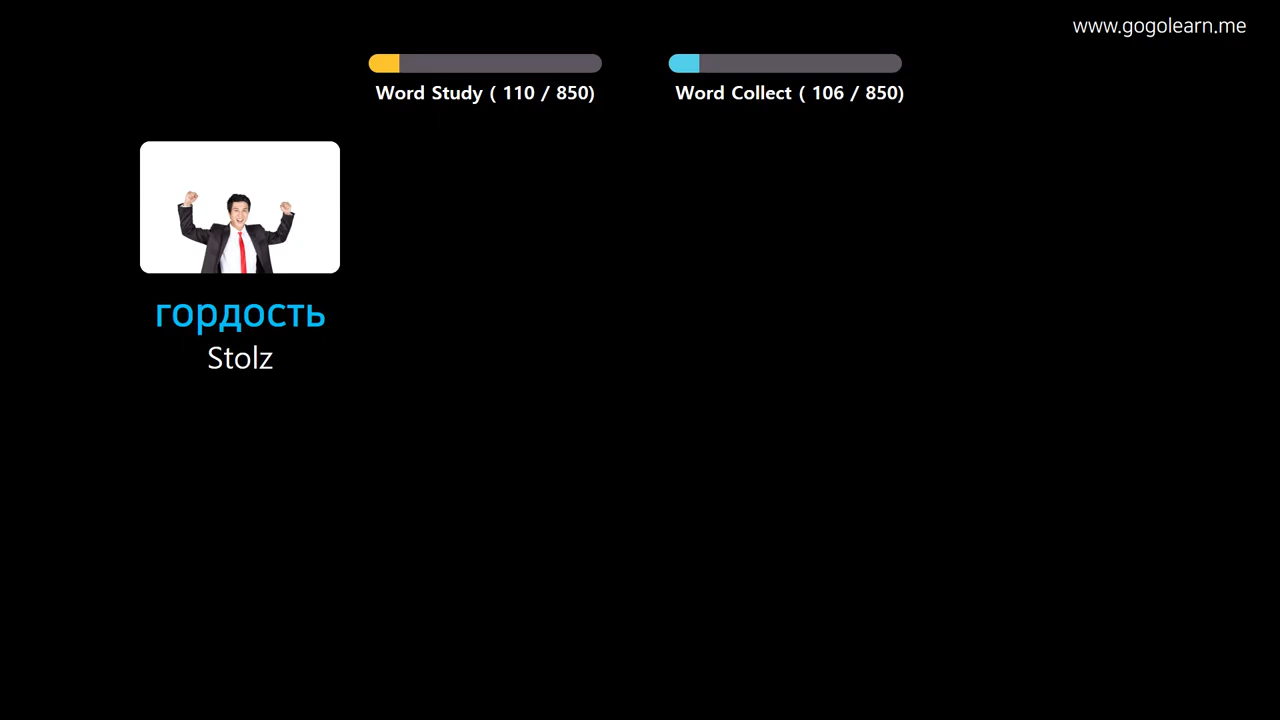 www.gogolearn.me
Word Study ( 110 / 850)
Word Collect ( 106 / 850)
гордость
Stolz